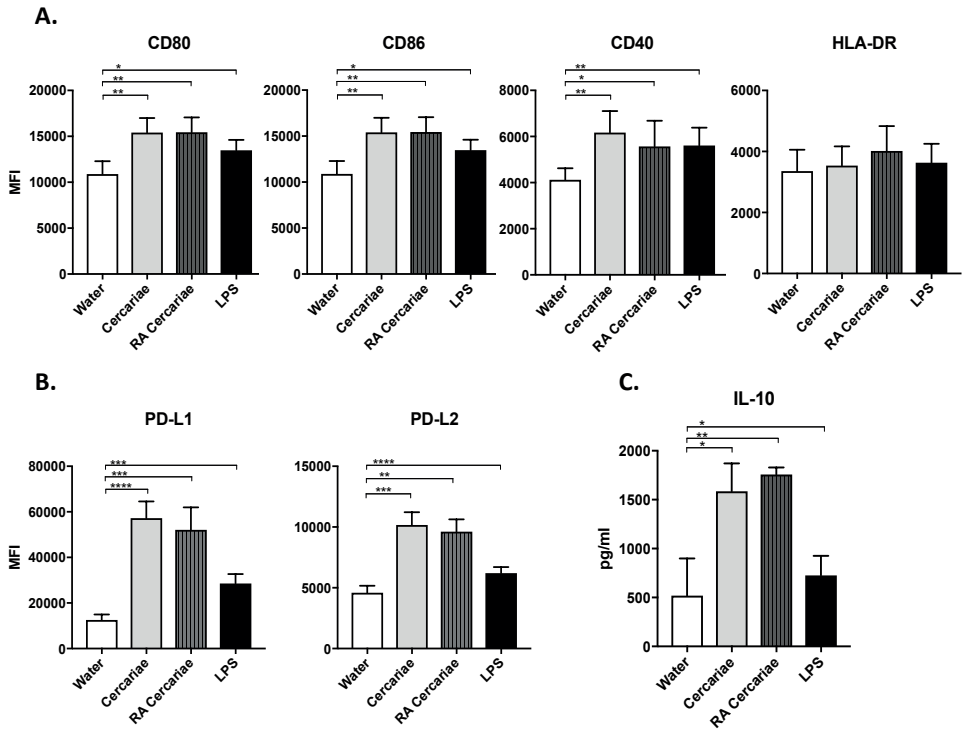 A.
CD80
CD86
CD40
HLA-DR
MFI
20000
15000
10000
5000
0
*
**
**
Water
Cercariae
RA Cercariae
LPS
20000
15000
10000
5000
0
*
**
**
Water
Cercariae
RA Cercariae
LPS
8000
6000
4000
2000
0
**
*
**
Water
Cercariae
RA Cercariae
LPS
6000
4000
2000
0
Water
Cercariae
RA Cercariae
LPS
B.
PD-L1
MFI
80000
60000
40000
20000
0
***
***
****
Water
Cercariae
RA Cercariae
LPS
PD-L2
15000
10000
5000
0
****
**
***
Water
Cercariae
RA Cercariae
LPS
C.
IL-10
pg/ml
2000
1500
1000
500
0
*
**
*
Water
Cercariae
RA Cercariae
LPS